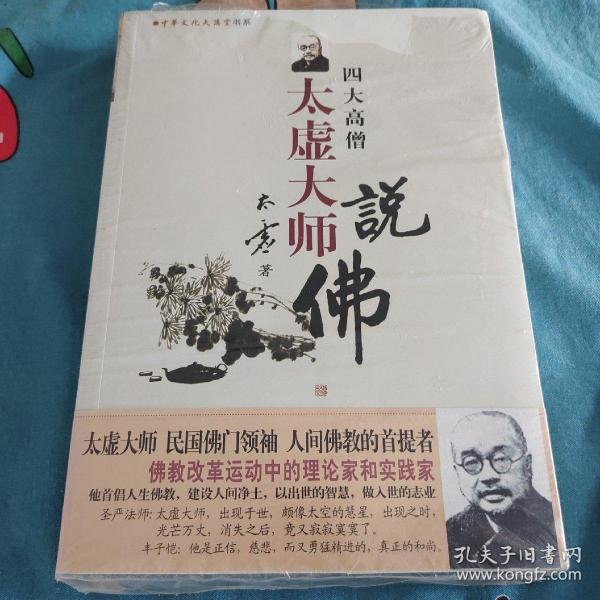 中华文化大讲堂书系
四大高僧
太虚大师
説佛
太虚 著
太虚大师 民国佛门领袖 人间佛教的首提者
佛教改革运动中的理论家和实践家
他首倡人生佛教，建设人间净土，以出世的智慧，做入世的志业
圣严法师：太虚大师，出现于世，颇像太空的慧星，出现之时，
光芒万丈，消失之后，竟又寂寂寞寞了。
丰子恺：他是正信，慈悲，而又勇猛精进的，真正的和尚。
孔夫子旧书网
www.kongfz.com